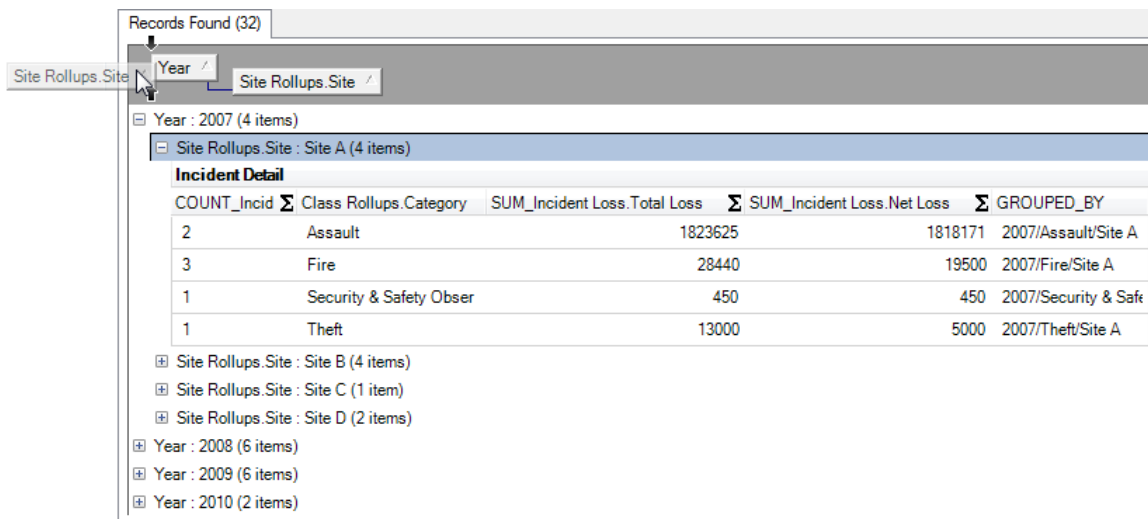 Records Found (32)
Site Rollups.Site
Year
Site Rollups.Site
Year : 2007 (4 items)
Site Rollups.Site : Site A (4 items)
Incident Detail
COUNT_Incid Σ Class Rollups.Category SUM_Incident Loss.Total Loss Σ SUM_Incident Loss.Net Loss Σ GROUPED_BY
2 Assault 1823625 1818171 2007/Assault/Site A
3 Fire 28440 19500 2007/Fire/Site A
1 Security & Safety Obser 450 450 2007/Security & Safe
1 Theft 13000 5000 2007/Theft/Site A
Site Rollups.Site : Site B (4 items)
Site Rollups.Site : Site C (1 item)
Site Rollups.Site : Site D (2 items)
Year : 2008 (6 items)
Year : 2009 (6 items)
Year : 2010 (2 items)